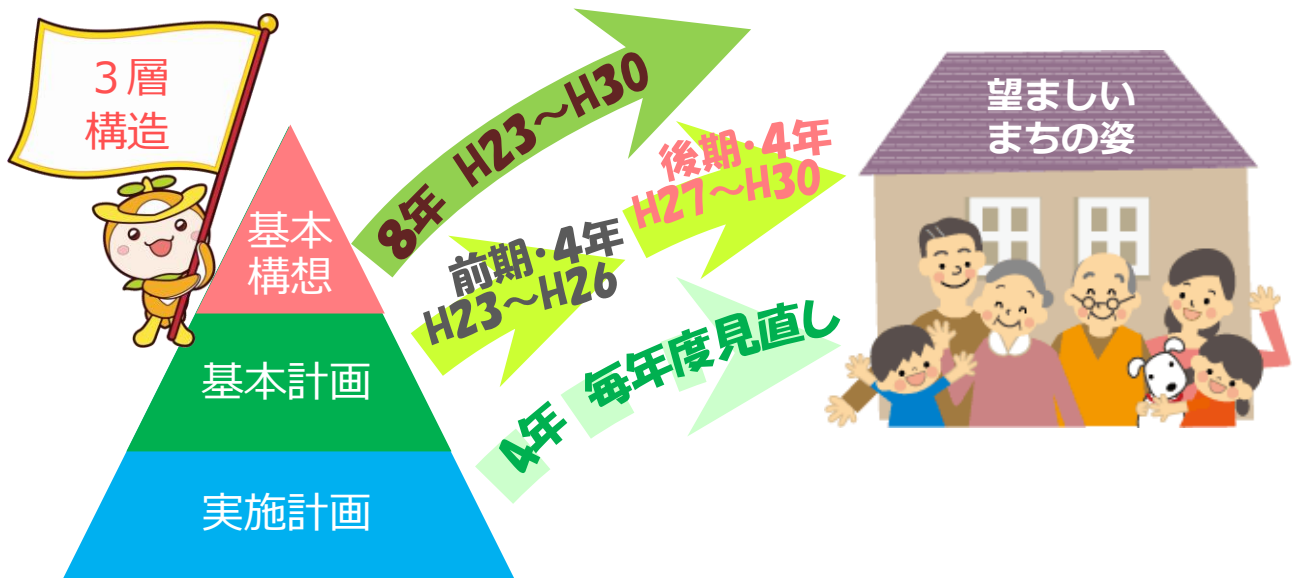 ３層
構造
基本
構想
基本計画
実施計画
8年 H23～H30
前期・4年
H23～H26
後期・4年
H27～H30
4年 毎年度見直し
望ましい
まちの姿